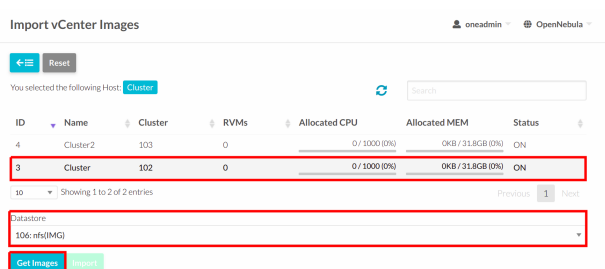 Import vCenter Images
oneadmin
OpenNebula
Reset
You selected the following Host: Cluster
Search
ID Name Cluster RVMs Allocated CPU Allocated MEM Status
4 Cluster2 103 0 0 / 1000 (0%) 0KB / 31.8GB (0%) ON
3 Cluster 102 0 0 / 1000 (0%) 0KB / 31.8GB (0%) ON
10 Showing 1 to 2 of 2 entries
Previous 1 Next
Datastore
106: nfs(IMG)
Get Images Import